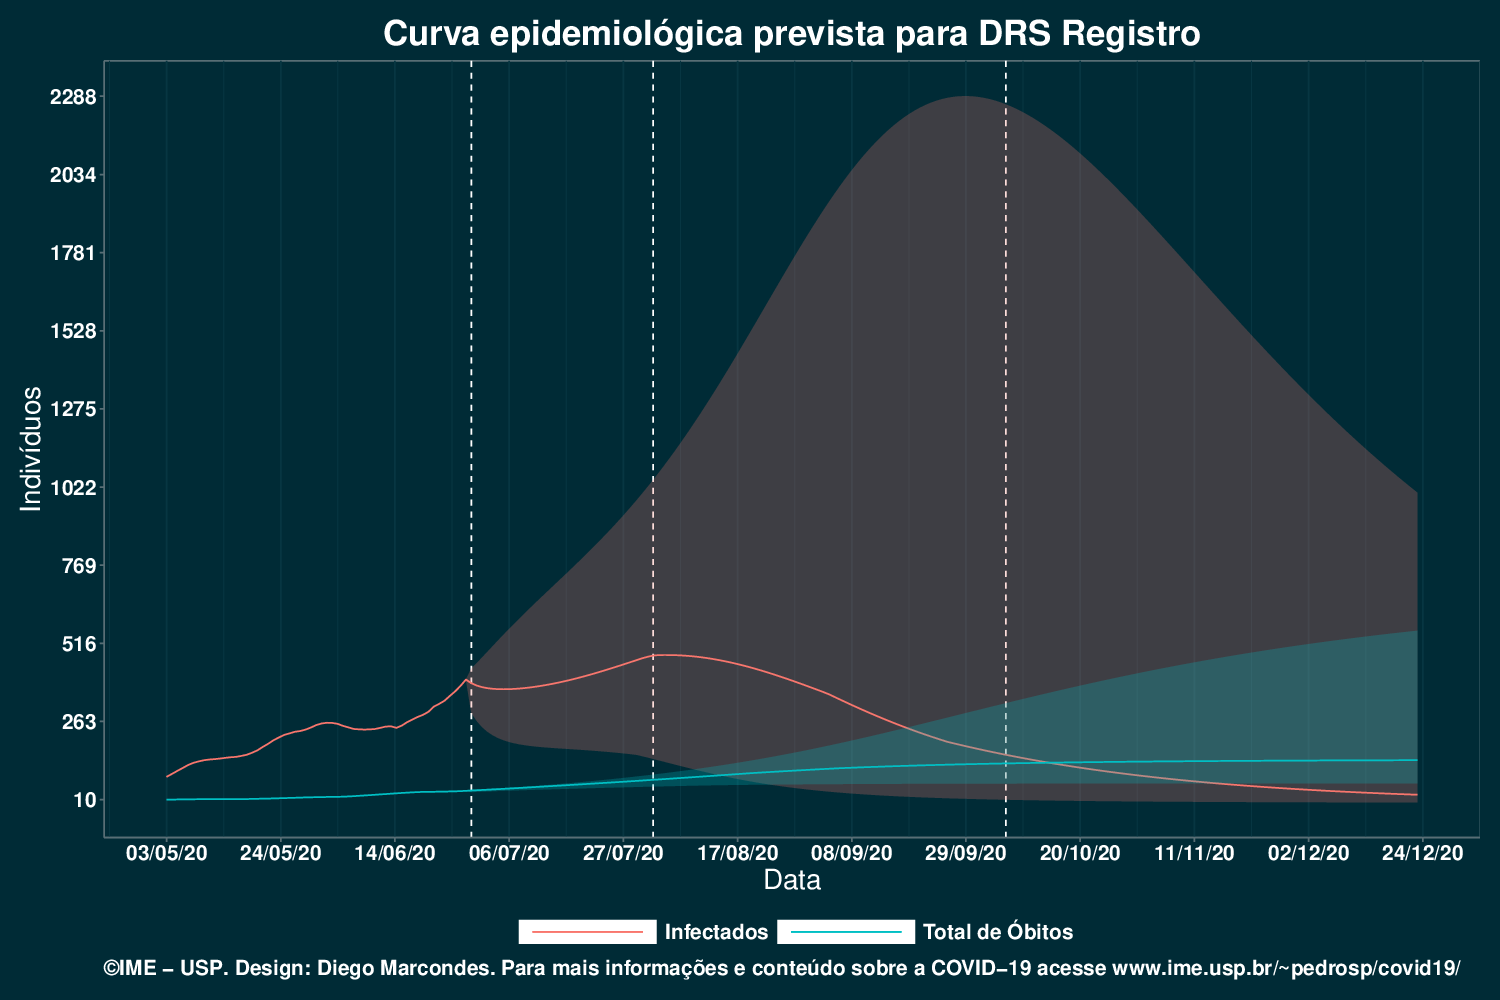 Curva epidemiológica prevista para DRS Registro
2288
2034
1781
1528
1275
1022
769
516
263
10
Indivíduos
03/05/20 24/05/20 14/06/20 06/07/20 27/07/20 17/08/20 08/09/20 29/09/20 20/10/20 11/11/20 02/12/20 24/12/20
Data
Infectados Total de Óbitos
©IME − USP. Design: Diego Marcondes. Para mais informações e conteúdo sobre a COVID−19 acesse www.ime.usp.br/~pedrosp/covid19/